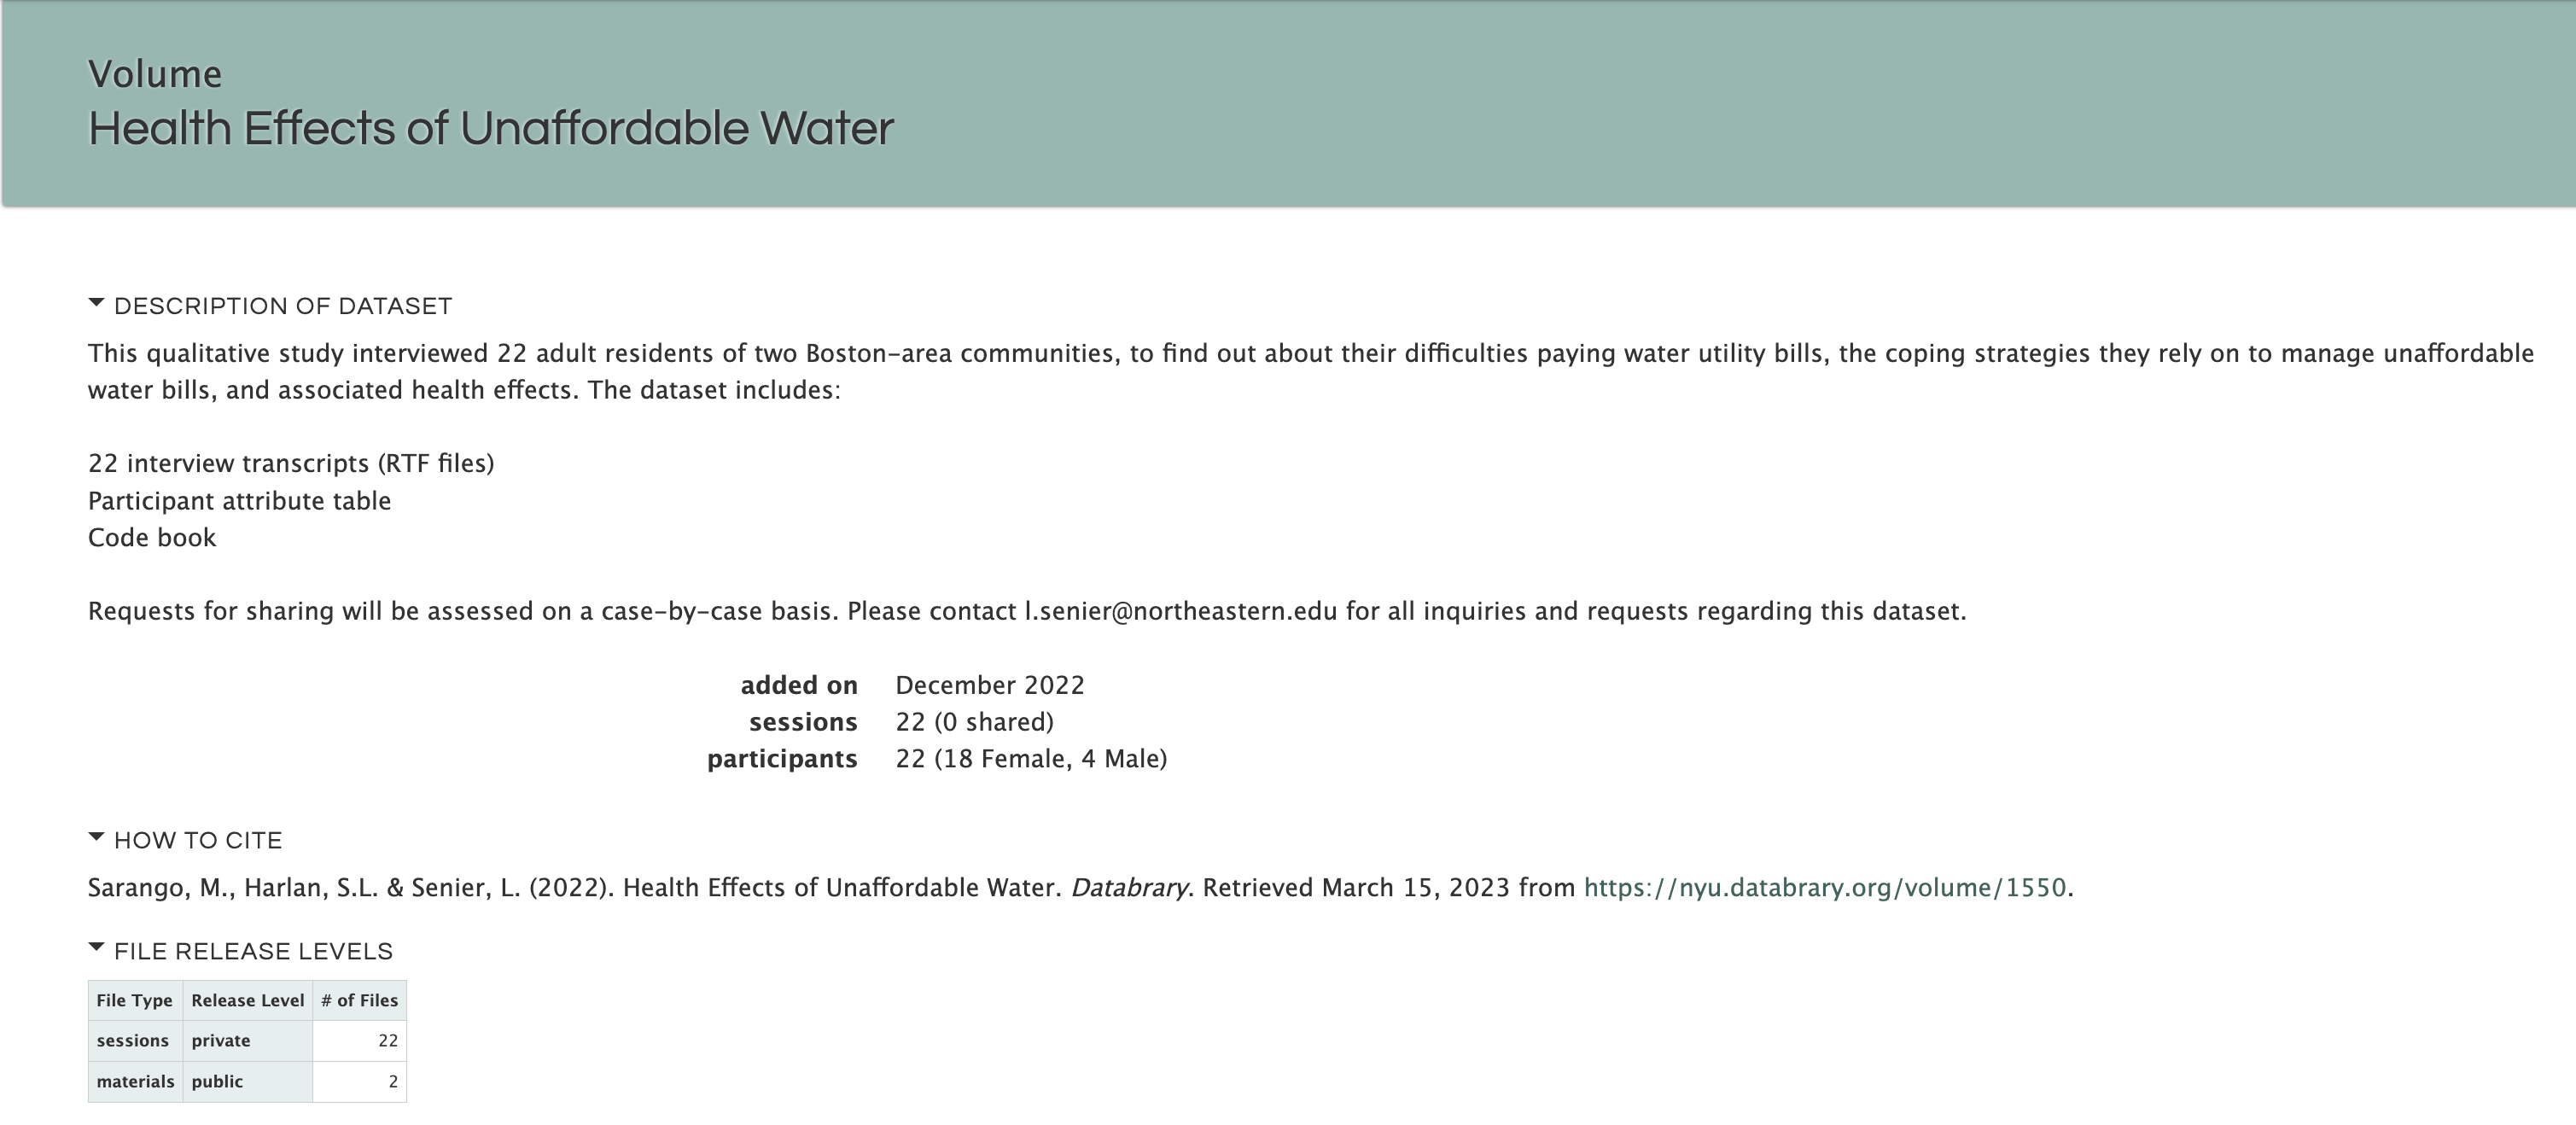 Volume
Health Effects of Unaffordable Water
DESCRIPTION OF DATASET
This qualitative study interviewed 22 adult residents of two Boston-area communities, to find out about their difficulties paying water utility bills, the coping strategies they rely on to manage unaffordable
water bills, and associated health effects. The dataset includes:
22 interview transcripts (RTF files)
Participant attribute table
Code book
Requests for sharing will be assessed on a case-by-case basis. Please contact l.senier@northeastern.edu for all inquiries and requests regarding this dataset.
added on December 2022
sessions 22 (0 shared)
participants 22 (18 Female, 4 Male)
HOW TO CITE
Sarango, M., Harlan, S.L. & Senier, L. (2022). Health Effects of Unaffordable Water. Databrary. Retrieved March 15, 2023 from https://nyu.databrary.org/volume/1550.
FILE RELEASE LEVELS
File Type Release Level # of Files
sessions private 22
materials public 2